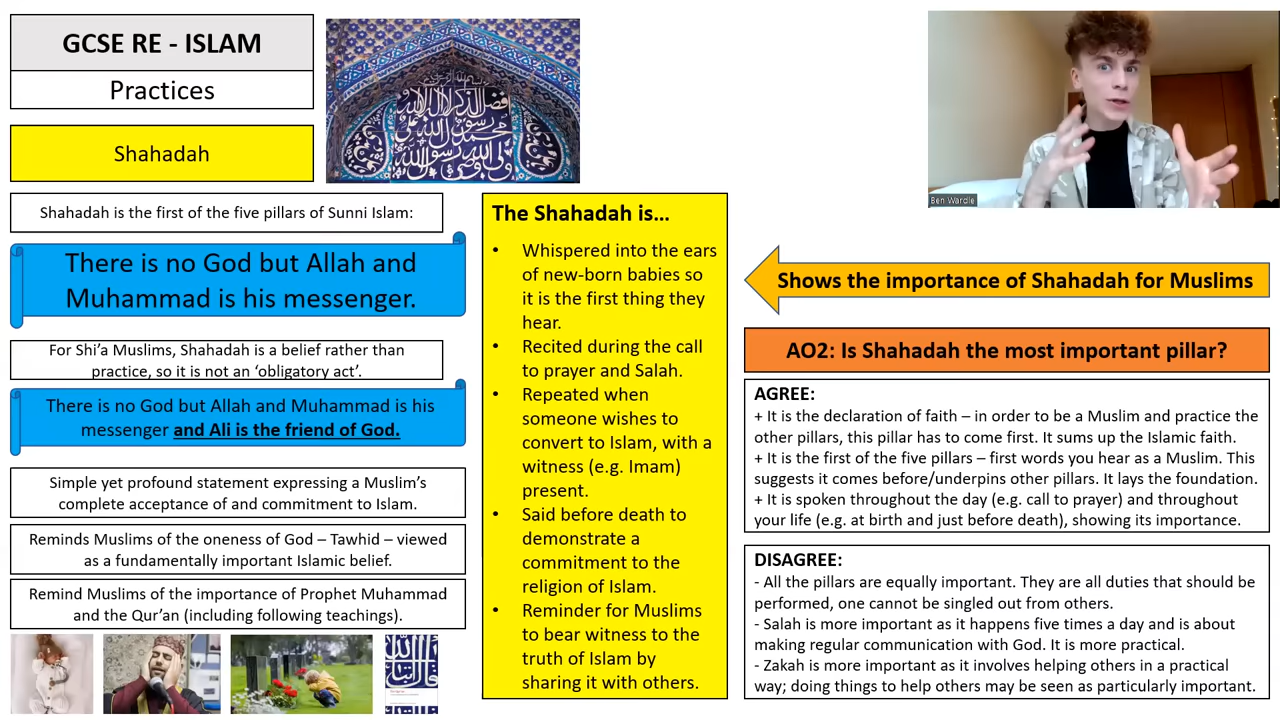 GCSE RE - ISLAM
Practices
Shahadah
Shahadah is the first of the five pillars of Sunni Islam:
There is no God but Allah and
Muhammad is his messenger.
For Shi'a Muslims, Shahadah is a belief rather than
practice, so it is not an 'obligatory act'.
There is no God but Allah and Muhammad is his
messenger and Ali is the friend of God.
Simple yet profound statement expressing a Muslim's
complete acceptance of and commitment to Islam.
Reminds Muslims of the oneness of God – Tawhid – viewed
as a fundamentally important Islamic belief.
Remind Muslims of the importance of Prophet Muhammad
and the Qur'an (including following teachings).
The Shahadah is…
• Whispered into the ears
of new-born babies so
it is the first thing they
hear.
• Recited during the call
to prayer and Salah.
• Repeated when
someone wishes to
convert to Islam, with a
witness (e.g. Imam)
present.
• Said before death to
demonstrate a
commitment to the
religion of Islam.
• Reminder for Muslims
to bear witness to the
truth of Islam by
sharing it with others.
Ben Wardle
Shows the importance of Shahadah for Muslims
AO2: Is Shahadah the most important pillar?
AGREE:
+ It is the declaration of faith – in order to be a Muslim and practice the
other pillars, this pillar has to come first. It sums up the Islamic faith.
+ It is the first of the five pillars – first words you hear as a Muslim. This
suggests it comes before/underpins other pillars. It lays the foundation.
+ It is spoken throughout the day (e.g. call to prayer) and throughout
your life (e.g. at birth and just before death), showing its importance.
DISAGREE:
- All the pillars are equally important. They are all duties that should be
performed, one cannot be singled out from others.
- Salah is more important as it happens five times a day and is about
making regular communication with God. It is more practical.
- Zakah is more important as it involves helping others in a practical
way; doing things to help others may be seen as particularly important.